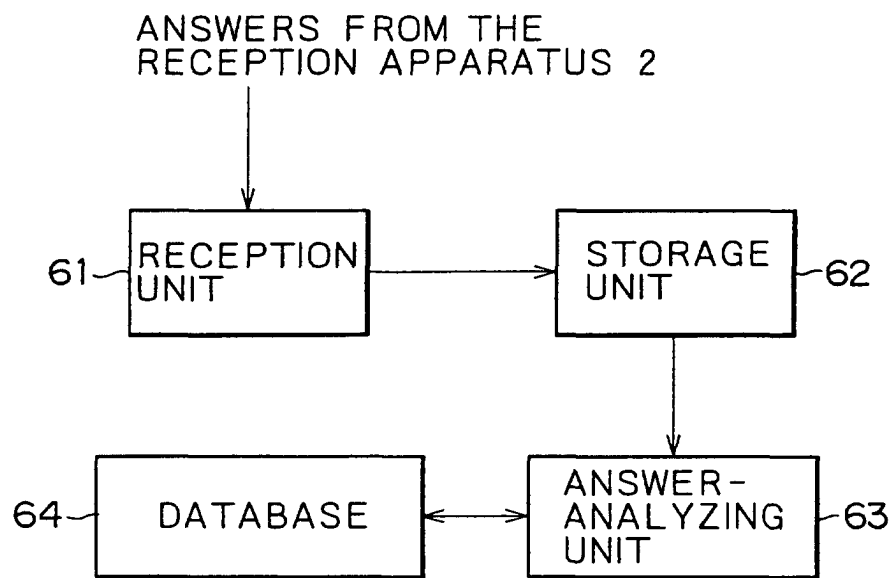 ANSWERS FROM THE
RECEPTION APPARATUS 2
61
RECEPTION
UNIT
STORAGE
UNIT
62
64
DATABASE
ANSWER-
ANALYZING
UNIT
63